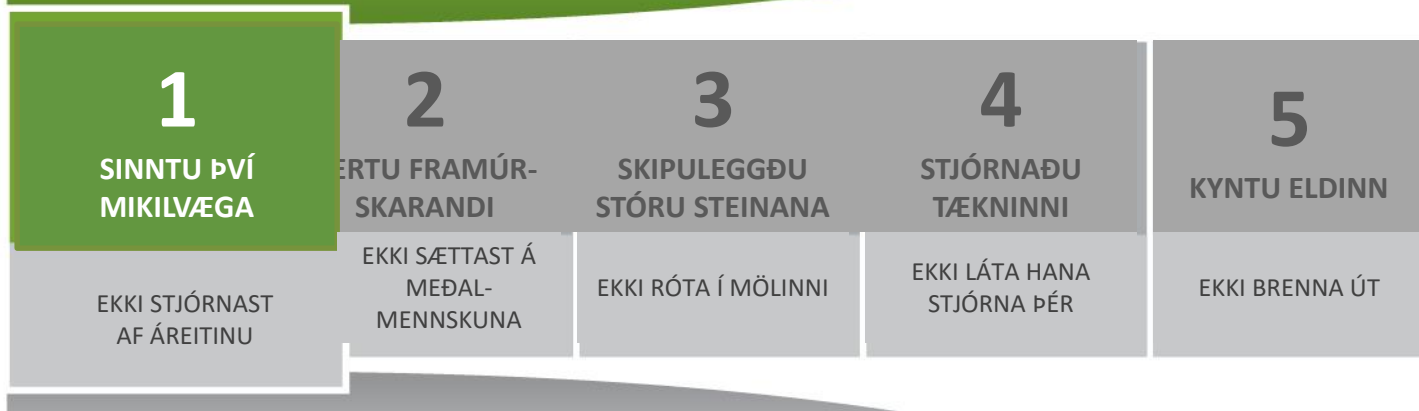 1
SINNTU ÞVÍ
MIKILVÆGA
EKKI STJÓRNAST
AF ÁREITINU
2
ERTU FRAMÚR-
SKARANDI
EKKI SÆTTAST Á
MEÐAL-
MENNSKUNA
3
SKIPULEGGÐU
STÓRU STEINANA
EKKI RÓTA Í MÖLINNI
4
STJÓRNAÐU
TÆKNINNI
EKKI LÁTA HANA
STJÓRNA ÞÉR
5
KYNTU ELDINN
EKKI BRENNA ÚT